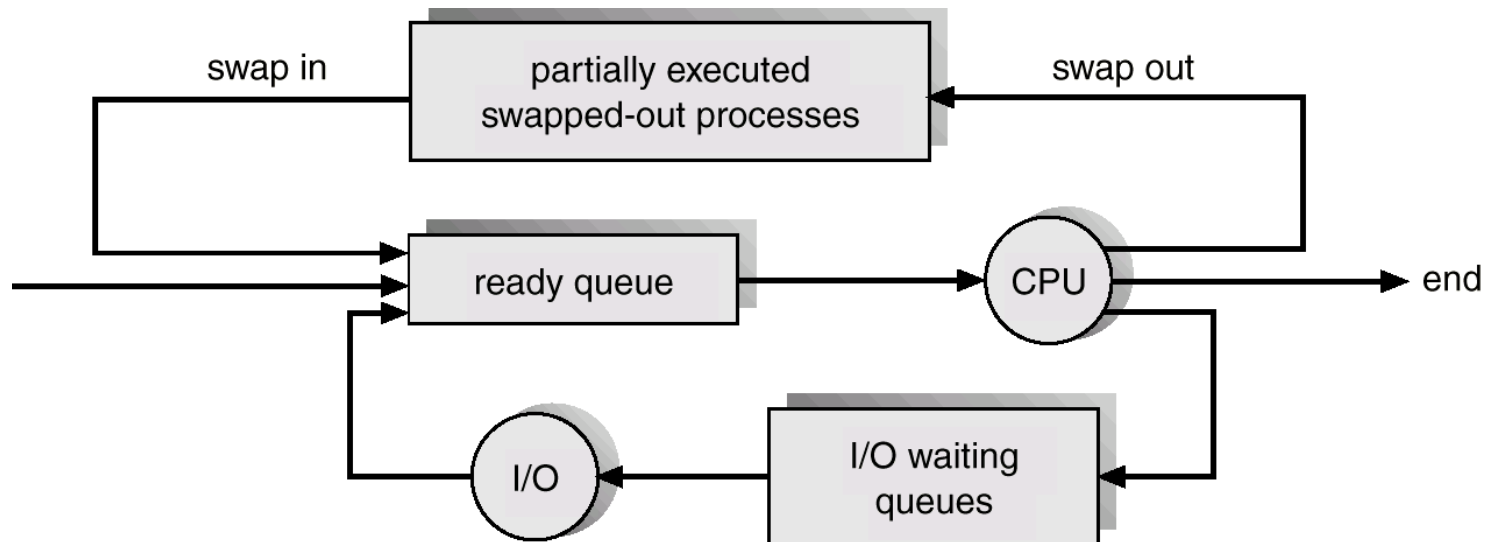 swap in
partially executed
swapped-out processes
swap out
ready queue
CPU
end
I/O
I/O waiting
queues